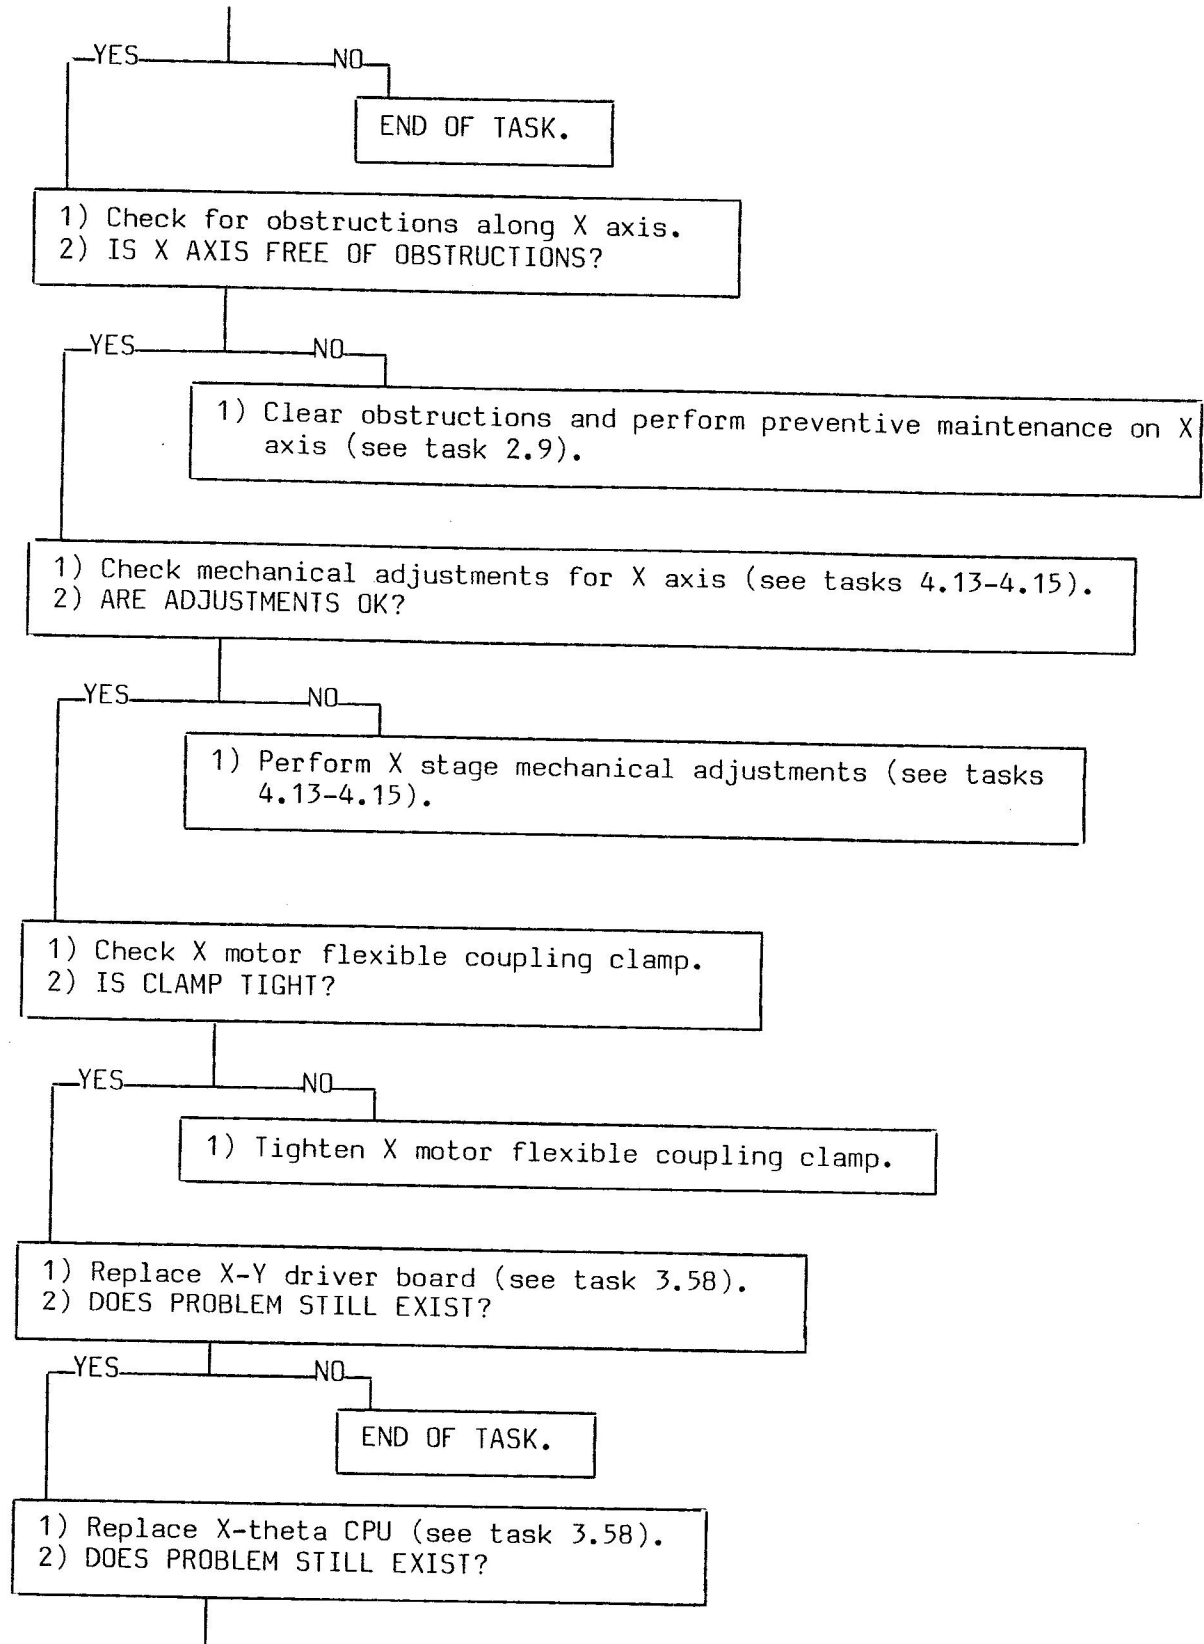 YES NO
END OF TASK.
1) Check for obstructions along X axis.
2) IS X AXIS FREE OF OBSTRUCTIONS?
YES NO
1) Clear obstructions and perform preventive maintenance on X
axis (see task 2.9).
1) Check mechanical adjustments for X axis (see tasks 4.13-4.15).
2) ARE ADJUSTMENTS OK?
YES NO
1) Perform X stage mechanical adjustments (see tasks
4.13-4.15).
1) Check X motor flexible coupling clamp.
2) IS CLAMP TIGHT?
YES NO
1) Tighten X motor flexible coupling clamp.
1) Replace X-Y driver board (see task 3.58).
2) DOES PROBLEM STILL EXIST?
YES NO
END OF TASK.
1) Replace X-theta CPU (see task 3.58).
2) DOES PROBLEM STILL EXIST?